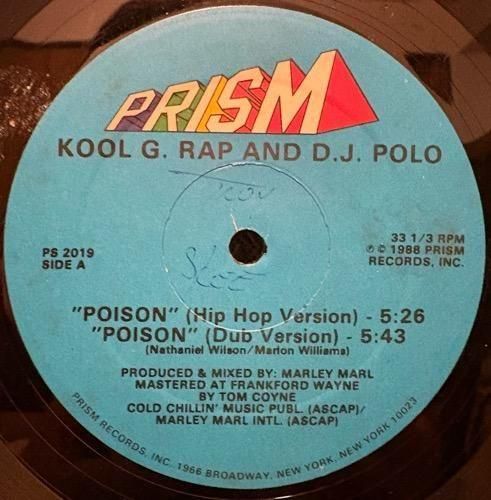 PRISM
KOOL G. RAP AND D.J. POLO
PS 2019
SIDE A
33 1/3 RPM
℗ © 1988 PRISM
RECORDS, INC.
"POISON" (Hip Hop Version) - 5:26
"POISON" (Dub Version) - 5:43
(Nathaniel Wilson/Marlon Williams)
PRODUCED & MIXED BY: MARLEY MARL
MASTERED AT FRANKFORD WAYNE
BY TOM COYNE
COLD CHILLIN' MUSIC PUBL. (ASCAP)/
MARLEY MARL INTL. (ASCAP)
PRISM RECORDS, INC. 1966 BROADWAY, NEW YORK, NEW YORK 10023